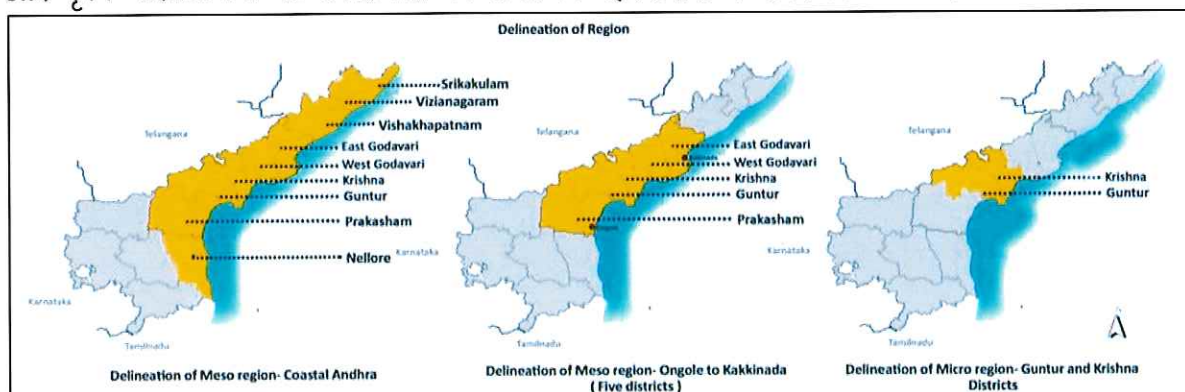 Delineation of Region
Telangana
Srikakulam
Vizianagaram
Vishakhapatnam
East Godavari
West Godavari
Krishna
Guntur
Prakasham
Nellore
Karnataka
Tamilnadu
Delineation of Meso region- Coastal Andhra
Telangana
East Godavari
West Godavari
Krishna
Guntur
Prakasham
Karnataka
Tamilnadu
Delineation of Meso region- Ongole to Kakkinada
( Five districts )
Telangana
Krishna
Guntur
Karnataka
Tamilnadu
Delineation of Micro region- Guntur and Krishna
Districts